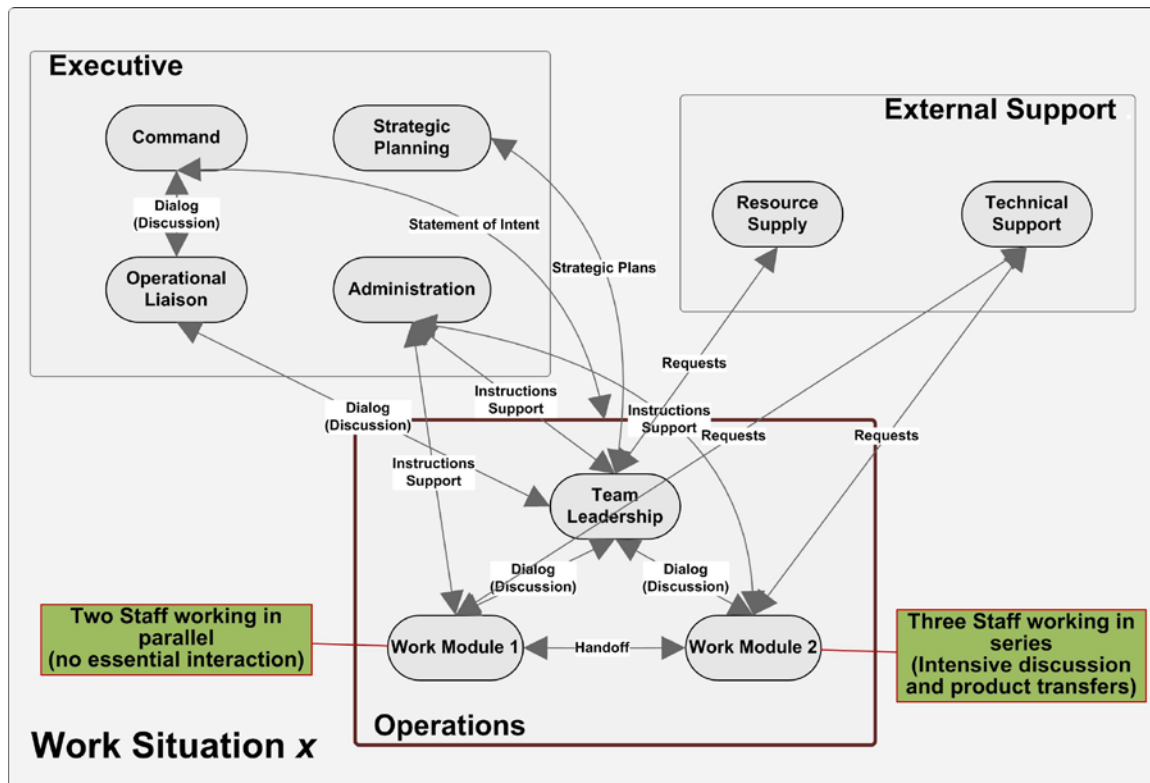 Executive
External Support
Command
Strategic
Planning
Resource
Supply
Technical
Support
Dialog
(Discussion)
Statement of Intent
Operational
Liaison
Administration
Strategic Plans
Requests
Instructions
Support
Dialog
(Discussion)
Instructions
Support
Requests
Requests
Instructions
Support
Team
Leadership
Dialog
(Discussion)
Dialog
(Discussion)
Two Staff working in
parallel
(no essential interaction)
Work Module 1
Handoff
Work Module 2
Three Staff working in
series
(Intensive discussion
and product transfers)
Operations
Work Situation x